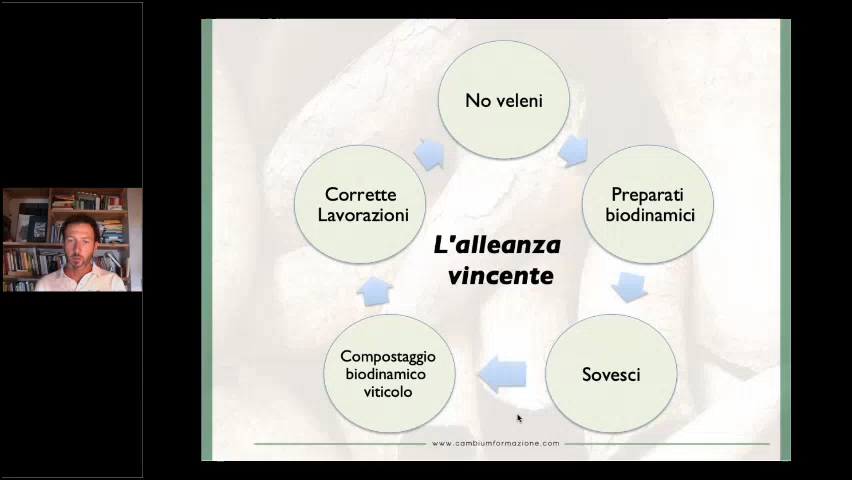 No veleni
Corrette
Lavorazioni
Preparati
biodinamici
L'alleanza
vincente
Compostaggio
biodinamico
viticolo
Sovesci
www.cambiumformazione.com